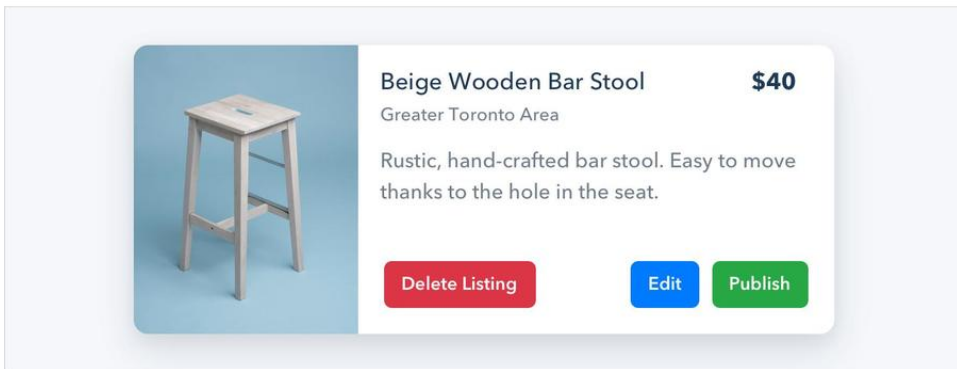 Beige Wooden Bar Stool
$40
Greater Toronto Area
Rustic, hand-crafted bar stool. Easy to move
thanks to the hole in the seat.
Delete Listing
Edit
Publish